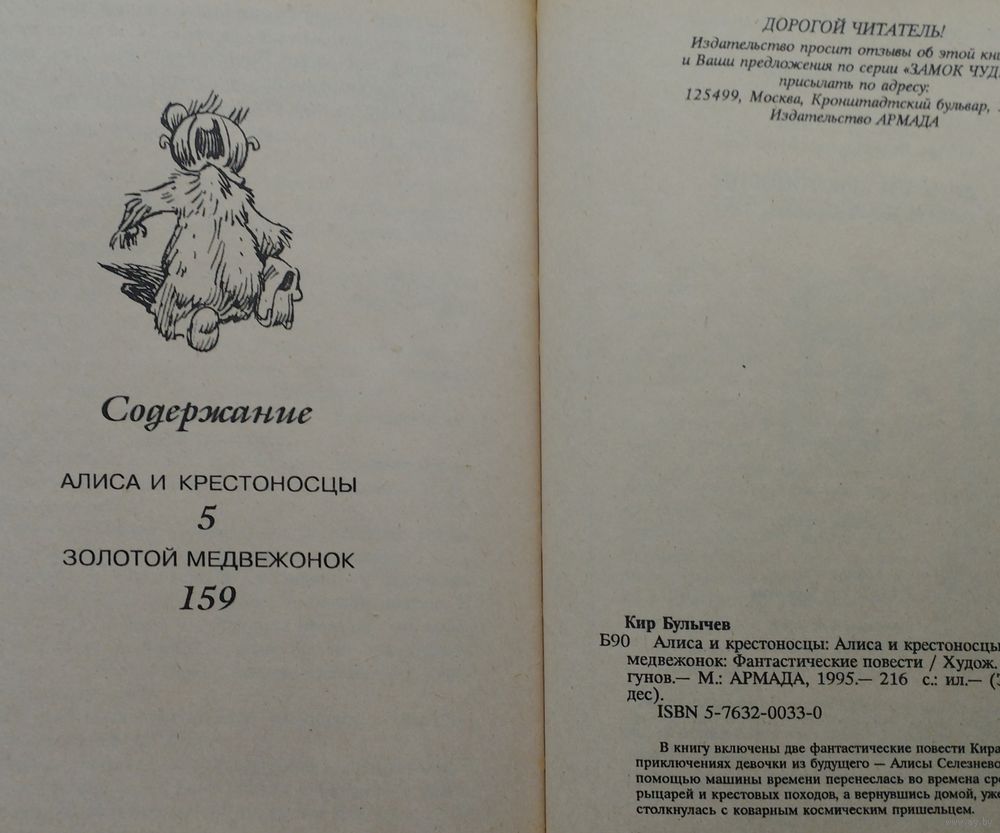 Содержание
АЛИСА И КРЕСТОНОСЦЫ
5
ЗОЛОТОЙ МЕДВЕЖОНОК
159
ДОРОГОЙ ЧИТАТЕЛЬ!
Издательство просит отзывы об этой
и Ваши предложения по серии «ЗАМОК
присылать по адресу:
125499, Москва, Кронштадтский бульвар,
Издательство АРМАДА
Кир Булычев
Б90 Алиса и крестоносцы: Алиса и крестоносцы
медвежонок: Фантастические повести / Худож.
гунов.— М.: АРМАДА, 1995.— 216 с.: ил.—
дес).
ISBN 5-7632-0033-0
В книгу включены две фантастические повести Кира
приключениях девочки из будущего — Алисы
помощью машины времени перенеслась во времена
рыцарей и крестовых походов, а вернувшись домой, уже
столкнулась с коварным космическим пришельцем.
www.ay.by